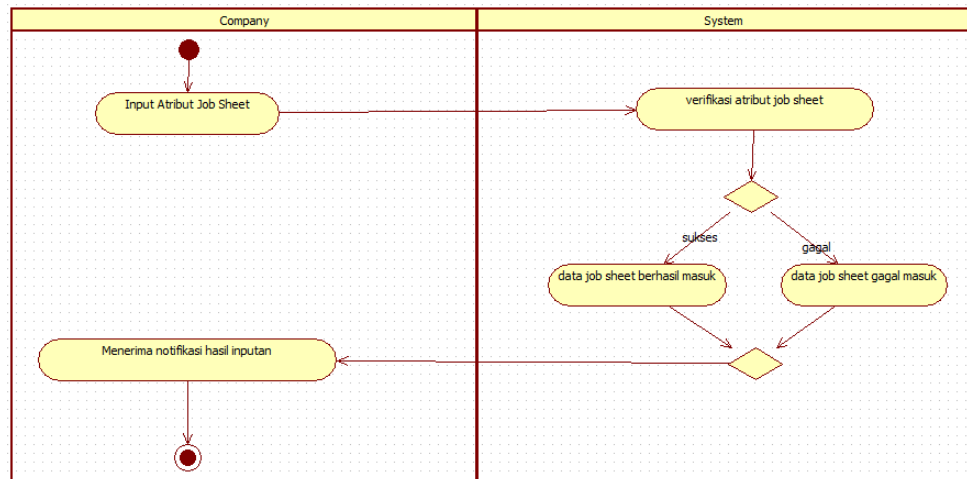 Company
System
Input Atribut Job Sheet
verifikasi atribut job sheet
sukses
gagal
data job sheet berhasil masuk
data job sheet gagal masuk
Menerima notifikasi hasil inputan